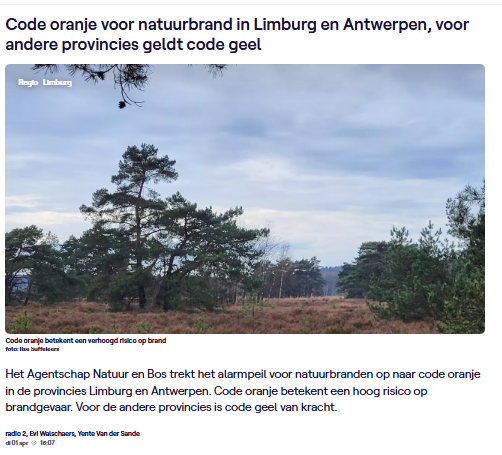 Code oranje voor natuurbrand in Limburg en Antwerpen, voor
andere provincies geldt code geel
Regio Limburg
Code oranje betekent een verhoogd risico op brand
foto: Ilse Buffeleers
Het Agentschap Natuur en Bos trekt het alarmpeil voor natuurbranden op naar code oranje
in de provincies Limburg en Antwerpen. Code oranje betekent een hoog risico op
brandgevaar. Voor de andere provincies is code geel van kracht.
radio 2, Evi Walschaers, Yente Van der Sande
di 01 apr 16:07